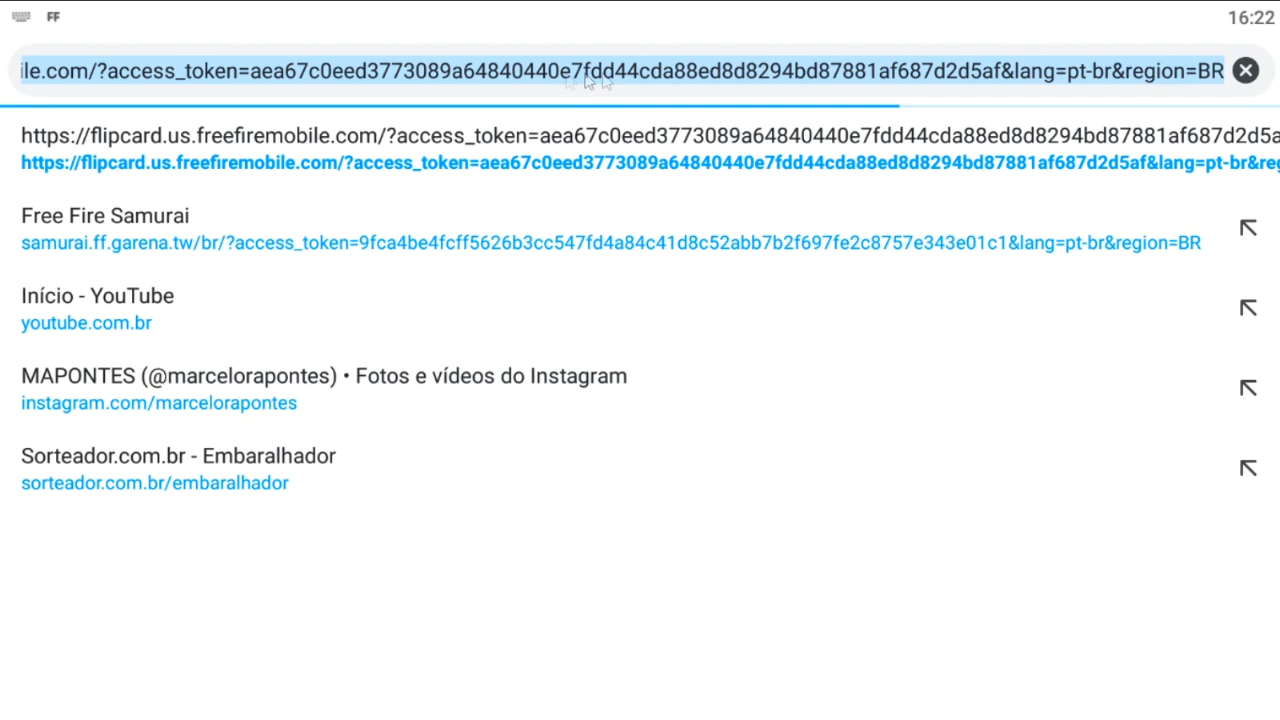 FF
16:22
ile.com/?access_token=aea67c0eed3773089a64840440e7fdd44cda88ed8d8294bd87881af687d2d5af&lang=pt-br&region=BR
https://flipcard.us.freefiremobile.com/?access_token=aea67c0eed3773089a64840440e7fdd44cda88ed8d8294bd87881af687d2d5a
https://flipcard.us.freefiremobile.com/?access_token=aea67c0eed3773089a64840440e7fdd44cda88ed8d8294bd87881af687d2d5af&lang=pt-br&reg
Free Fire Samurai
samurai.ff.garena.tw/br/?access_token=9fca4be4fcff5626b3cc547fd4a84c41d8c52abb7b2f697fe2c8757e343e01c1&lang=pt-br&region=BR
Início - YouTube
youtube.com.br
MAPONTES (@marcelorapontes) • Fotos e vídeos do Instagram
instagram.com/marcelorapontes
Sorteador.com.br - Embaralhador
sorteador.com.br/embaralhador